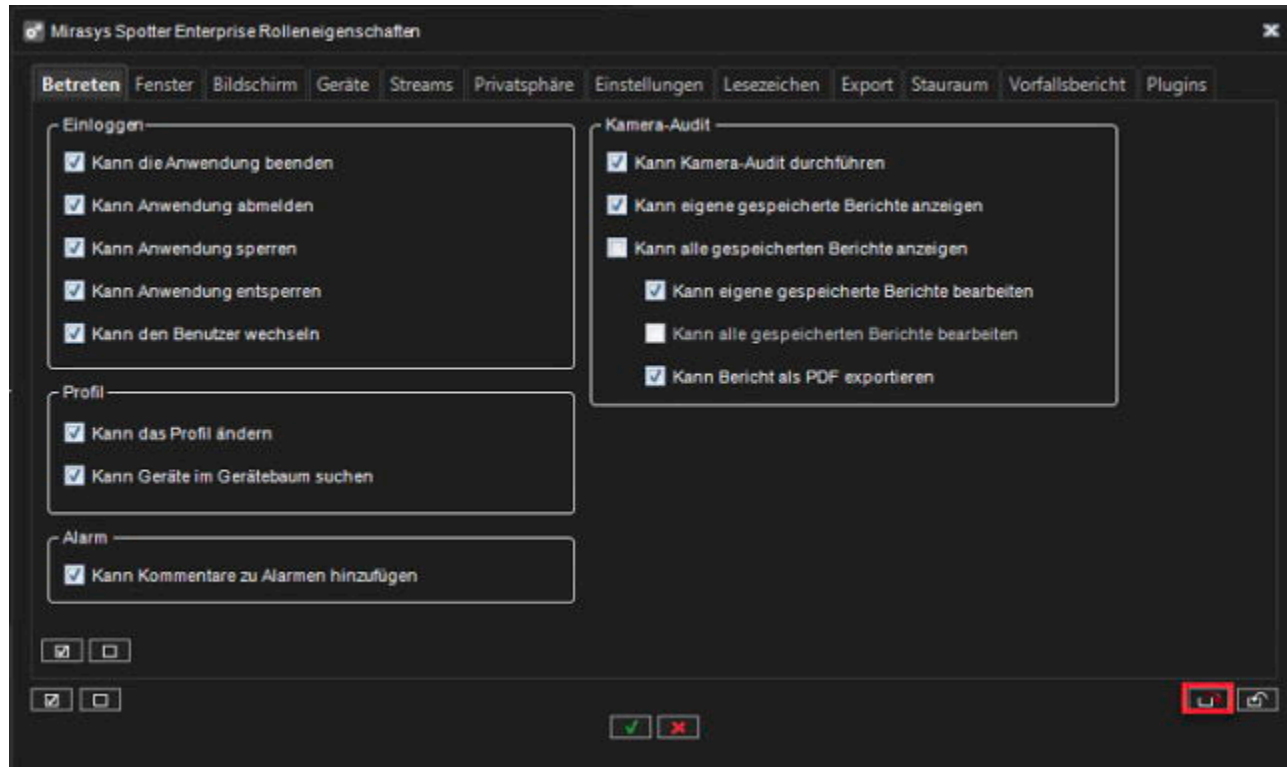 Mirasys Spotter Enterprise Rolleneigenschaften
Betreten Fenster Bildschirm Geräte Streams Privatsphäre Einstellungen Lesezeichen Export Stauraum Vorfallsbericht Plugins
Einloggen
Kann die Anwendung beenden
Kann Anwendung abmelden
Kann Anwendung sperren
Kann Anwendung entsperren
Kann den Benutzer wechseln
Profil
Kann das Profil ändern
Kann Geräte im Gerätebaum suchen
Alarm
Kann Kommentare zu Alarmen hinzufügen
Kamera-Audit
Kann Kamera-Audit durchführen
Kann eigene gespeicherte Berichte anzeigen
Kann alle gespeicherten Berichte anzeigen
Kann eigene gespeicherte Berichte bearbeiten
Kann alle gespeicherten Berichte bearbeiten
Kann Bericht als PDF exportieren